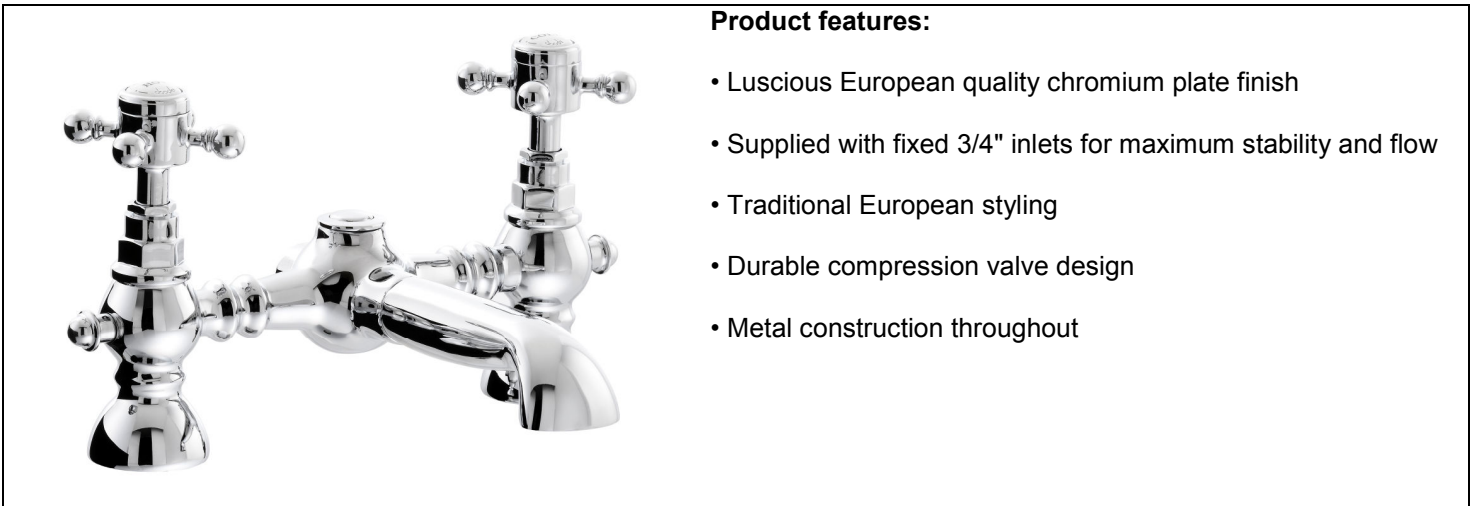 Product features:
• Luscious European quality chromium plate finish
• Supplied with fixed 3/4" inlets for maximum stability and flow
• Traditional European styling
• Durable compression valve design
• Metal construction throughout